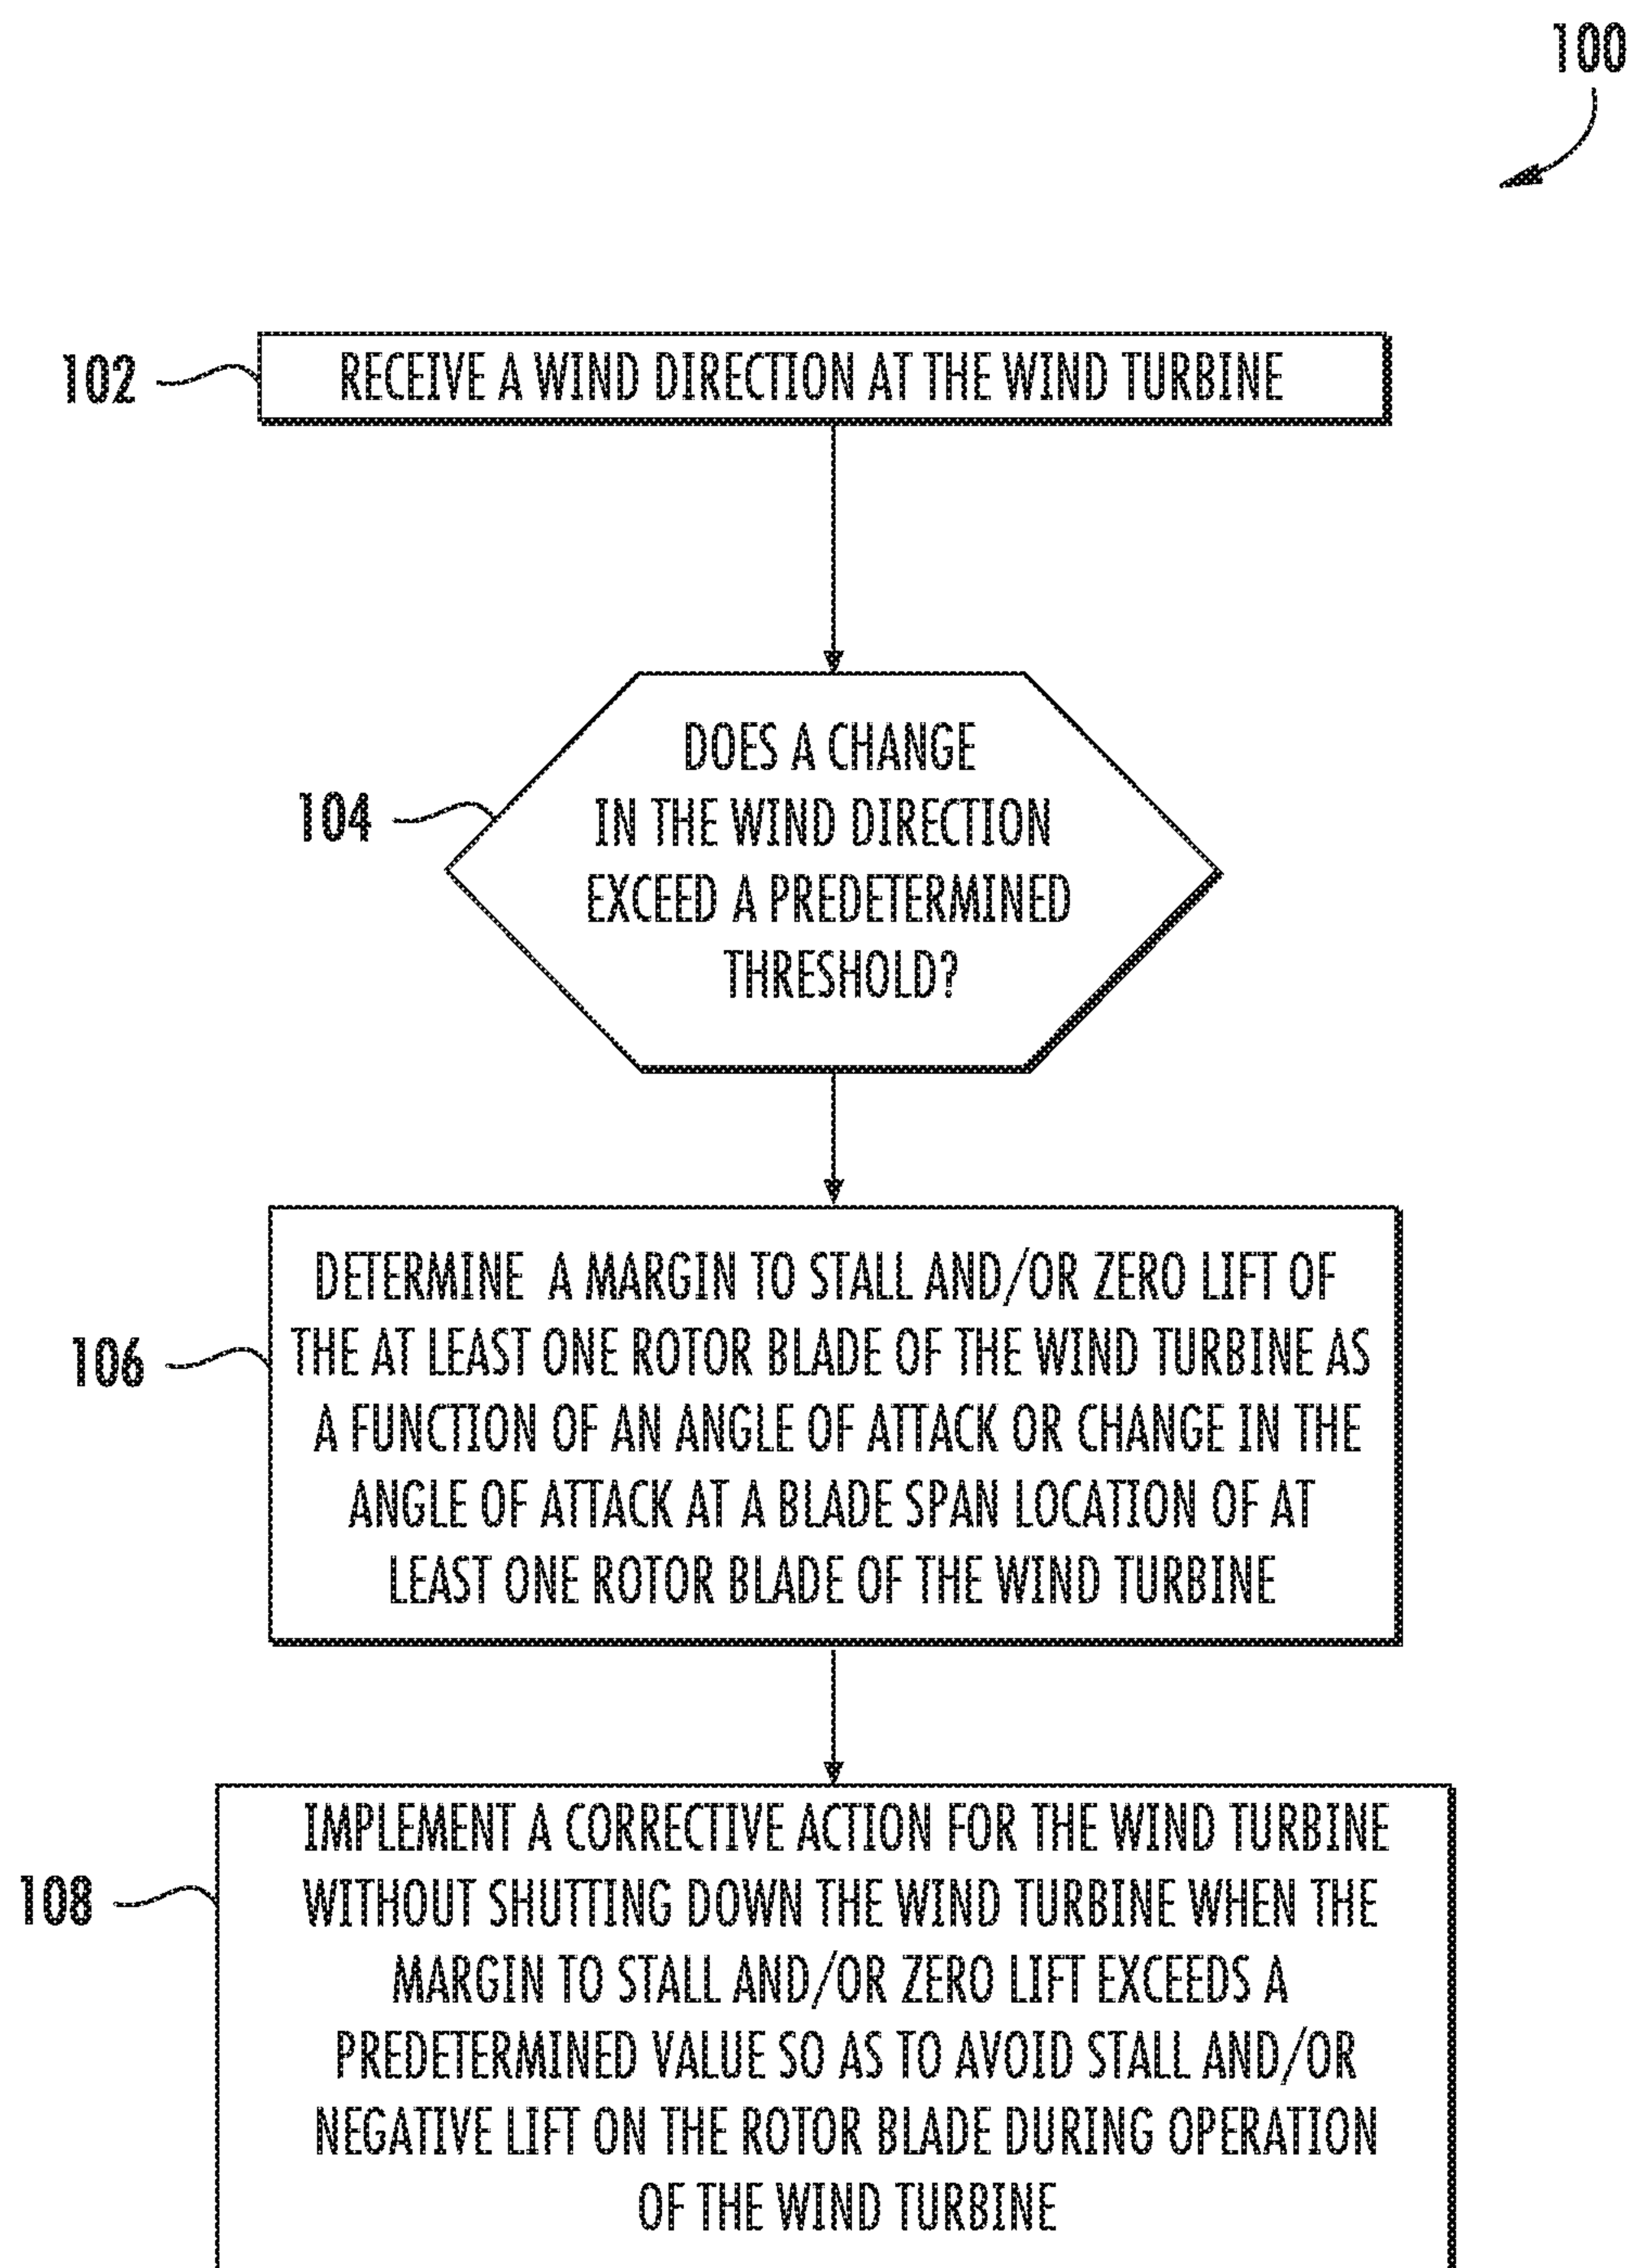 100
102
RECEIVE A WIND DIRECTION AT THE WIND TURBINE
104
DOES A CHANGE
IN THE WIND DIRECTION
EXCEED A PREDETERMINED
THRESHOLD?
106
DETERMINE A MARGIN TO STALL AND/OR ZERO LIFT OF
THE AT LEAST ONE ROTOR BLADE OF THE WIND TURBINE AS
A FUNCTION OF AN ANGLE OF ATTACK OR CHANGE IN THE
ANGLE OF ATTACK AT A BLADE SPAN LOCATION OF AT
LEAST ONE ROTOR BLADE OF THE WIND TURBINE
108
IMPLEMENT A CORRECTIVE ACTION FOR THE WIND TURBINE
WITHOUT SHUTTING DOWN THE WIND TURBINE WHEN THE
MARGIN TO STALL AND/OR ZERO LIFT EXCEEDS A
PREDETERMINED VALUE SO AS TO AVOID STALL AND/OR
NEGATIVE LIFT ON THE ROTOR BLADE DURING OPERATION
OF THE WIND TURBINE